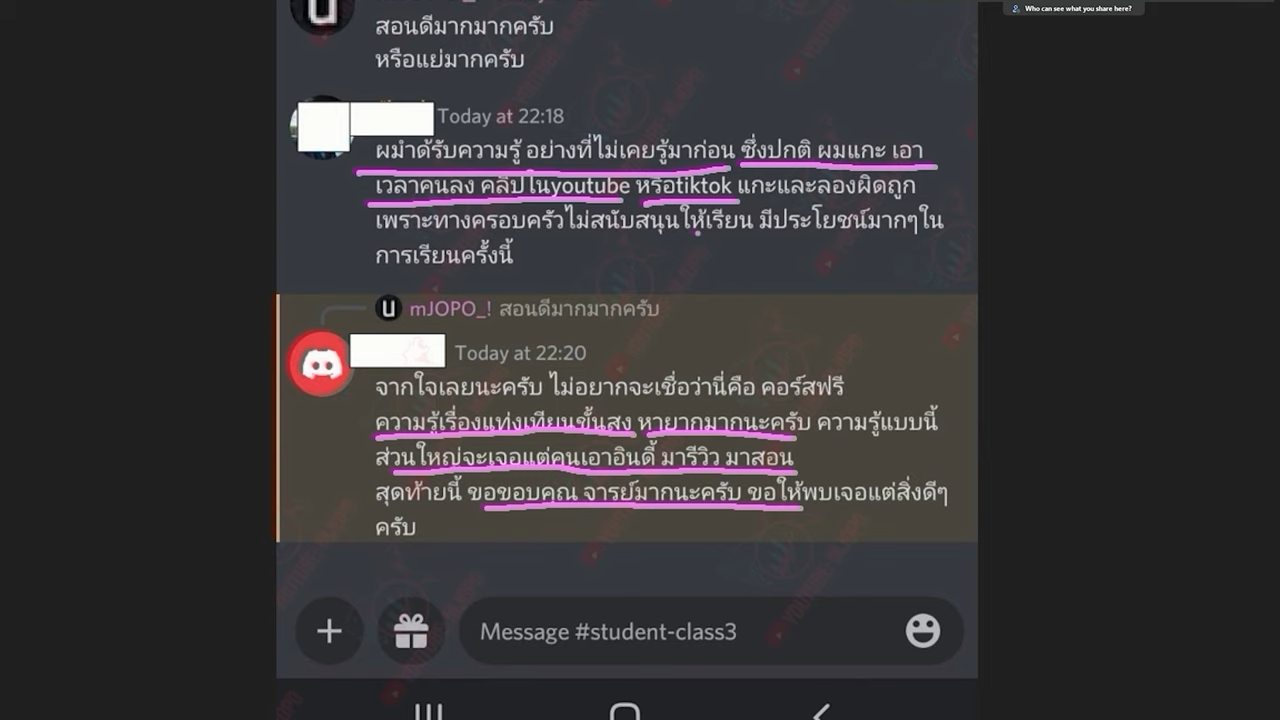 Who can see what you share here?
สอนดีมากมากครับ
หรือแย่มากครับ
Today at 22:18
ผมำด้รับความรู้ อย่างที่ไม่เคยรู้มาก่อน ซึ่งปกติ ผมแกะ เอา
เวลาคนลง คลิปในyoutube หรือtiktok แกะและลองผิดถูก
เพราะทางครอบครัวไม่สนับสนุนให้เรียน มีประโยชน์มากๆใน
การเรียนครั้งนี้
mJOPO_! สอนดีมากมากครับ
Today at 22:20
จากใจเลยนะครับ ไม่อยากจะเชื่อว่านี่คือ คอร์สฟรี
ความรู้เรื่องแท่งเทียนขั้นสูง หายากมากนะครับ ความรู้แบบนี้
ส่วนใหญ่จะเจอแต่คนเอาอินดี้ มารีวิว มาสอน
สุดท้ายนี้ ขอขอบคุณ จารย์มากนะครับ ขอให้พบเจอแต่สิ่งดีๆ
ครับ
Message #student-class3